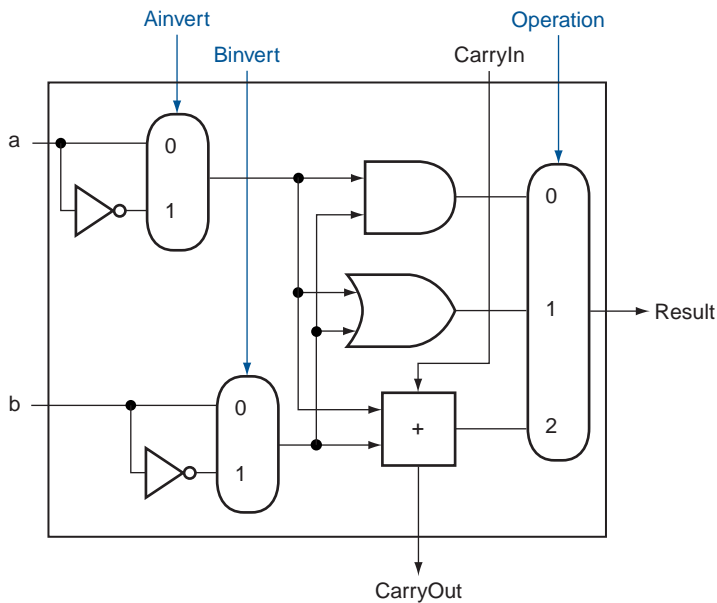 Ainvert
Operation
Binvert
CarryIn
a
0
1
0
1
Result
b
0
+
2
1
CarryOut